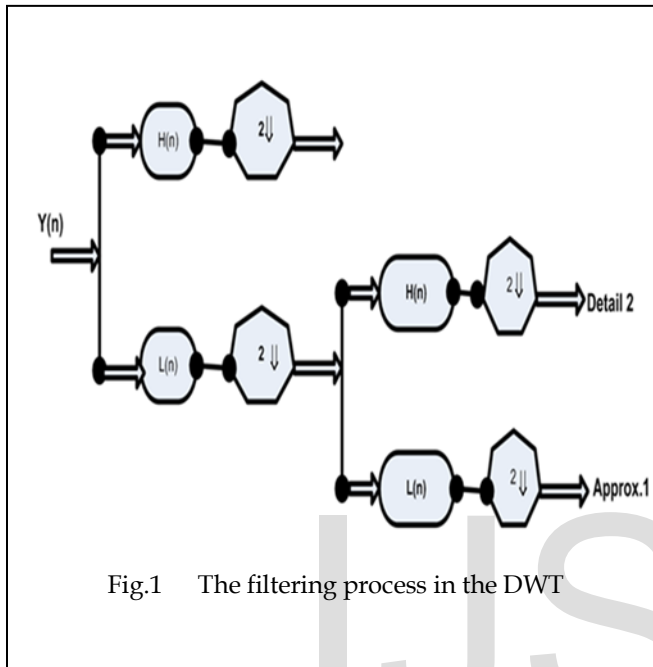 H(n)
2⇓
Y(n)
H(n)
2⇓
Detail 2
L(n)
2⇓
L(n)
2⇓
Approx.1
Fig.1 The filtering process in the DWT